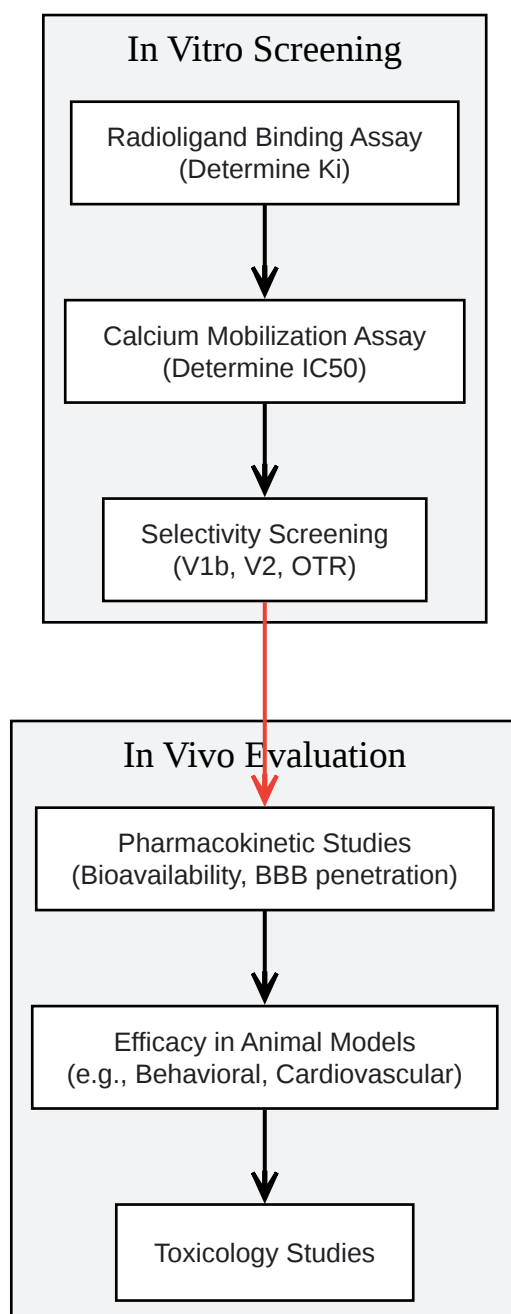 In Vitro Screening
Radioligand Binding Assay
(Determine Ki)
Calcium Mobilization Assay
(Determine IC50)
Selectivity Screening
(V1b, V2, OTR)
In Vivo Evaluation
Pharmacokinetic Studies
(Bioavailability, BBB penetration)
Efficacy in Animal Models
(e.g., Behavioral, Cardiovascular)
Toxicology Studies